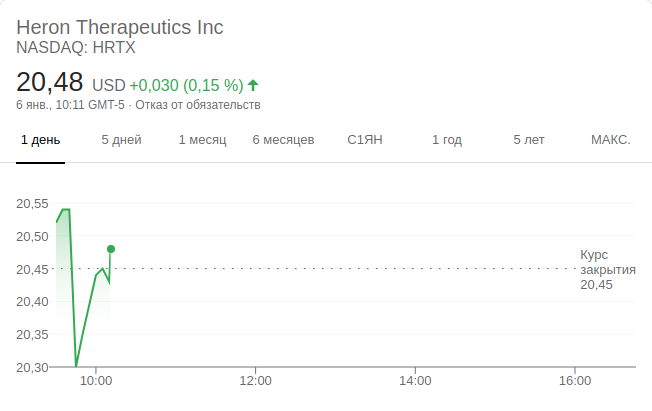 Heron Therapeutics Inc
NASDAQ: HRTX
20,48 USD +0,030 (0,15 %)
6 янв., 10:11 GMT-5 · Отказ от обязательств
1 день 5 дней 1 месяц 6 месяцев С1ЯН 1 год 5 лет МАКС.
20,55
20,50
20,45
20,40
20,35
20,30
Курс
закрытия
20,45
10:00 12:00 14:00 16:00